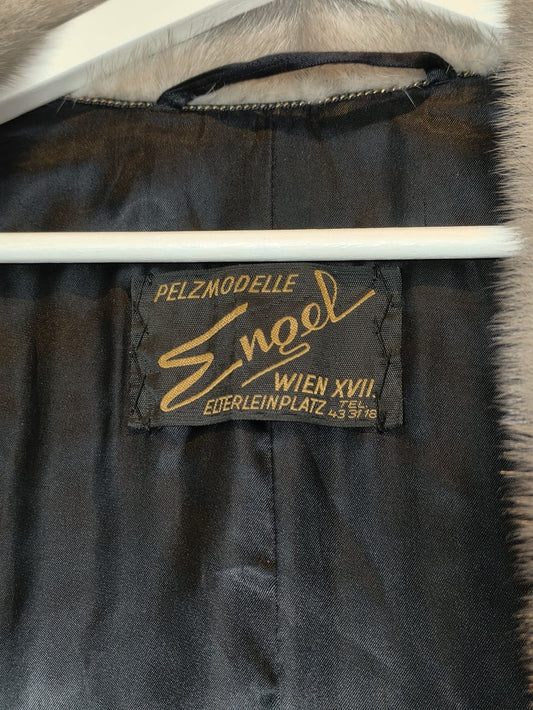 PELZMODELLE
Engel
WIEN XVII.
ELTERLEINPLATZ TEL. 43 31 18